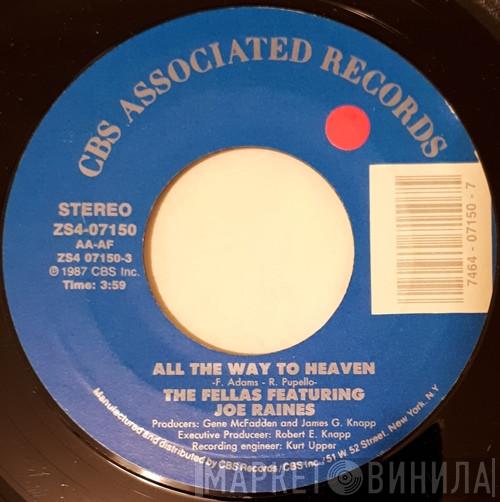 CBS ASSOCIATED RECORDS
STEREO
ZS4-07150
AA-AF
ZS4 07150-3
℗ 1987 CBS Inc.
Time: 3:59
7464 - 07150 - 7
ALL THE WAY TO HEAVEN
-F. Adams - R. Pupello-
THE FELLAS FEATURING
JOE RAINES
Producers: Gene McFadden and James G. Knapp
Executive Produceer: Robert E. Knapp
Recording engineer: Kurt Upper
Manufactured and distributed by CBS Records/CBS Inc./51 W. 52 Street, New York, N.Y.
МАРКЕТ ВИНИЛА